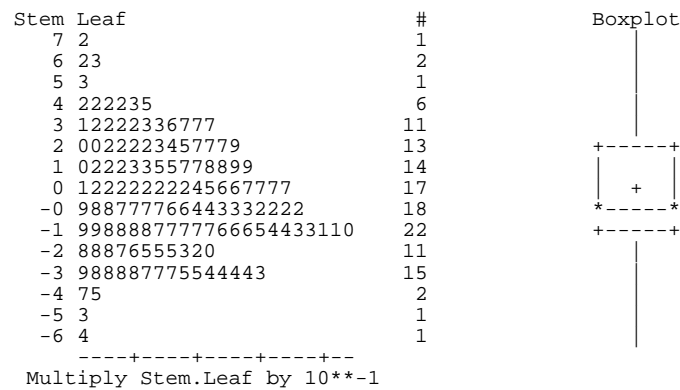 Stem Leaf                     #             Boxplot
   7 2                        1                |
   6 23                       2                |
   5 3                        1                |
   4 222235                   6                |
   3 12222336777             11                |
   2 0022223457779           13             +-----+
   1 02223355778899          14             |     |
   0 12222222245667777       17             |  +  |
  -0 988777766443332222      18             *-----*
  -1 9988888777766654433110  22             +-----+
  -2 88876555320             11                |
  -3 988887775544443         15                |
  -4 75                       2                |
  -5 3                        1                |
  -6 4                        1                |
     ----+----+----+----+--
 Multiply Stem.Leaf by 10**-1